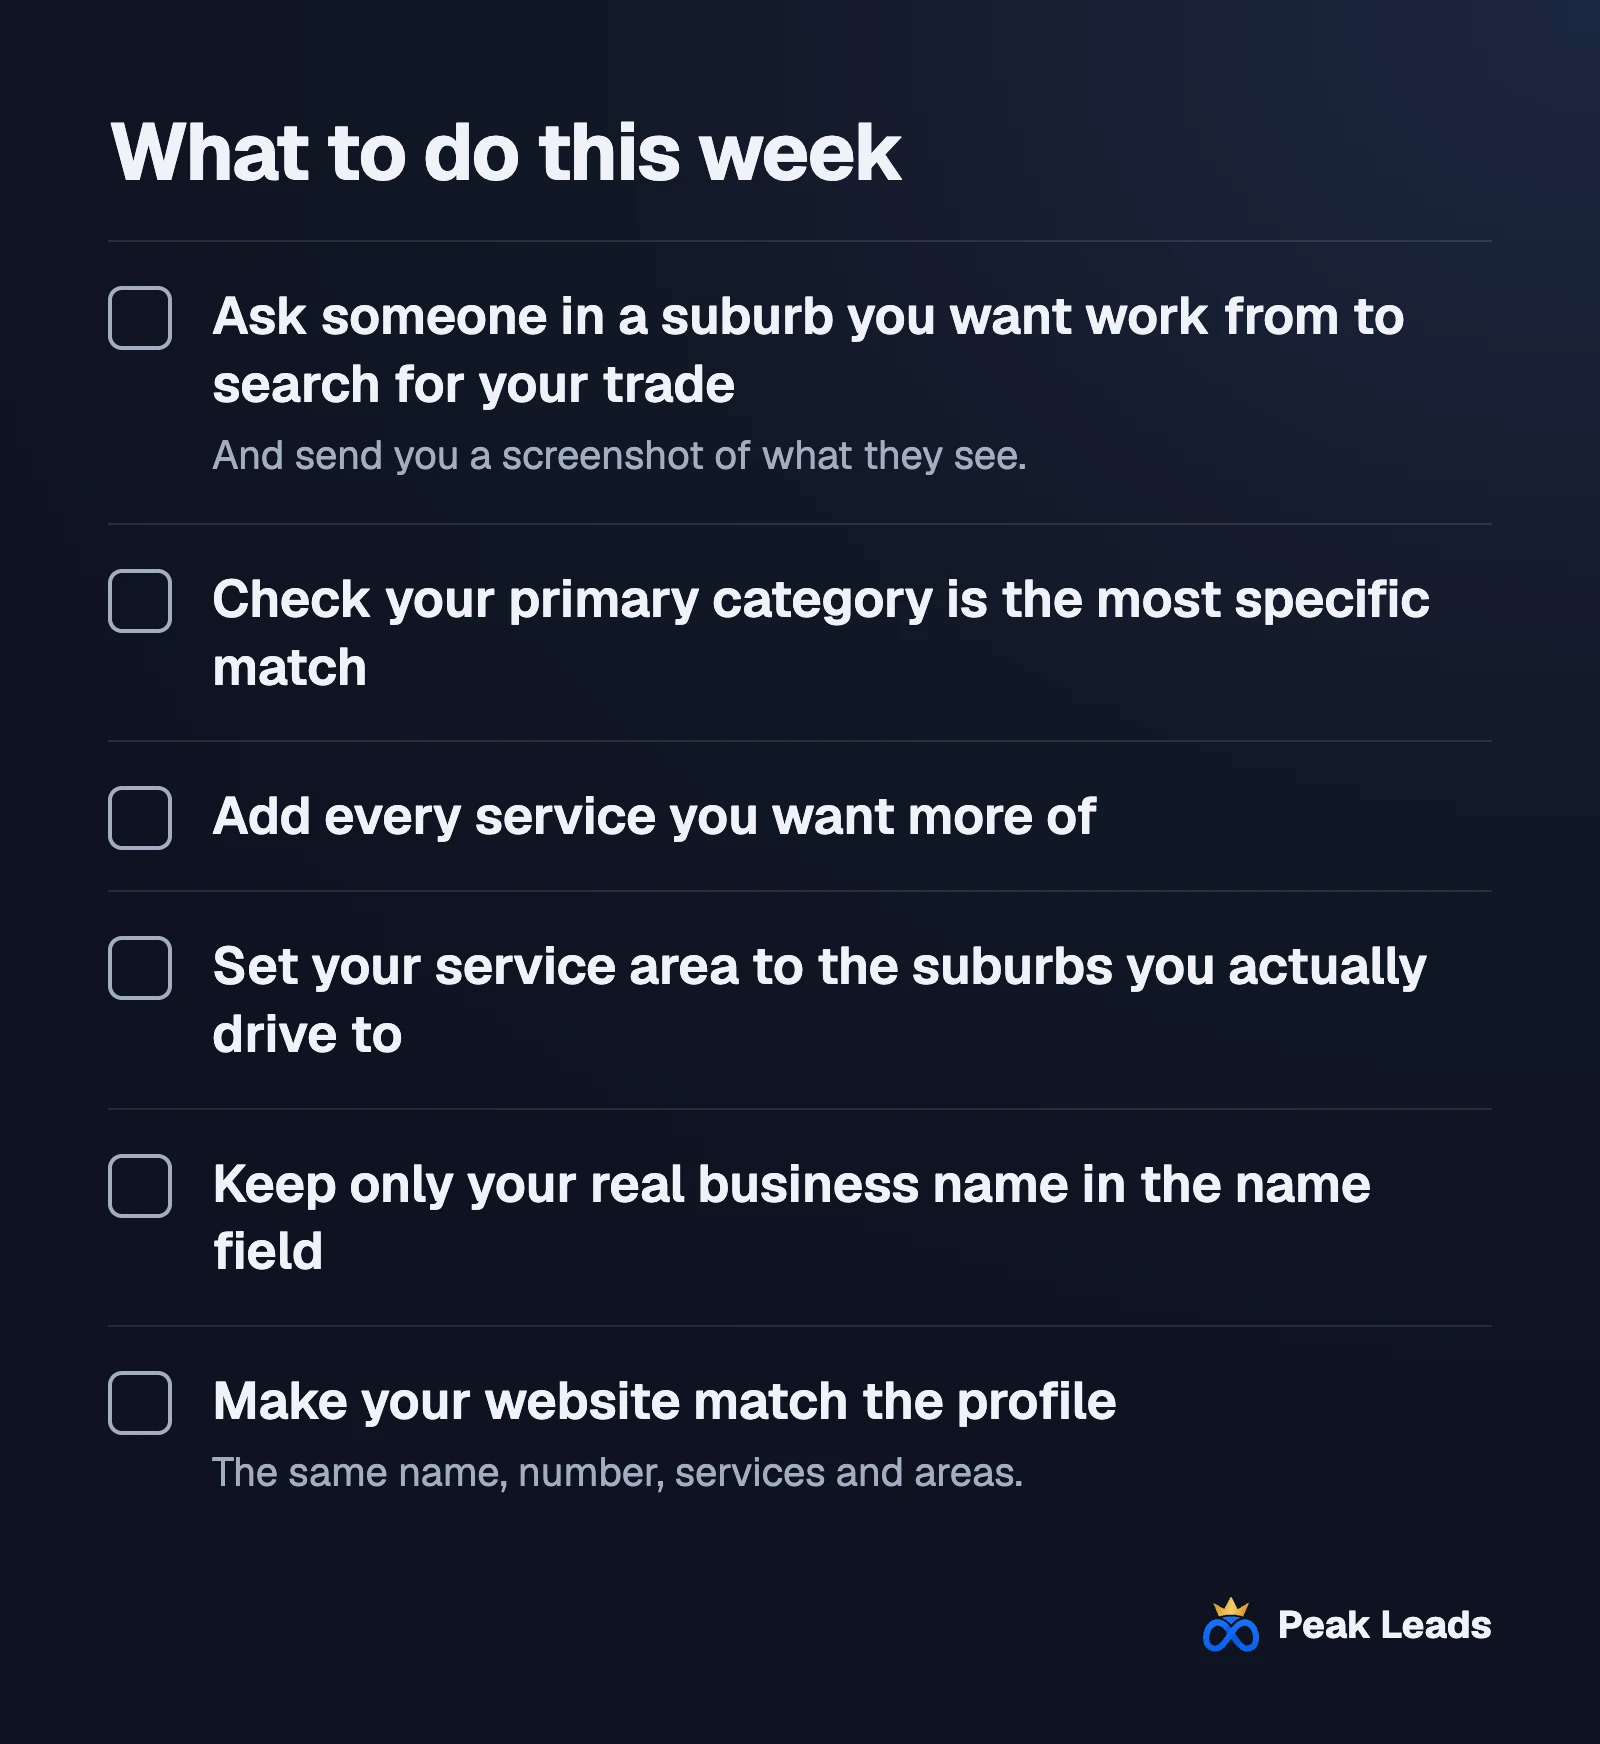 What to do this week
Ask someone in a suburb you want work from to
search for your trade
And send you a screenshot of what they see.
Check your primary category is the most specific
match
Add every service you want more of
Set your service area to the suburbs you actually
drive to
Keep only your real business name in the name
field
Make your website match the profile
The same name, number, services and areas.
Peak Leads